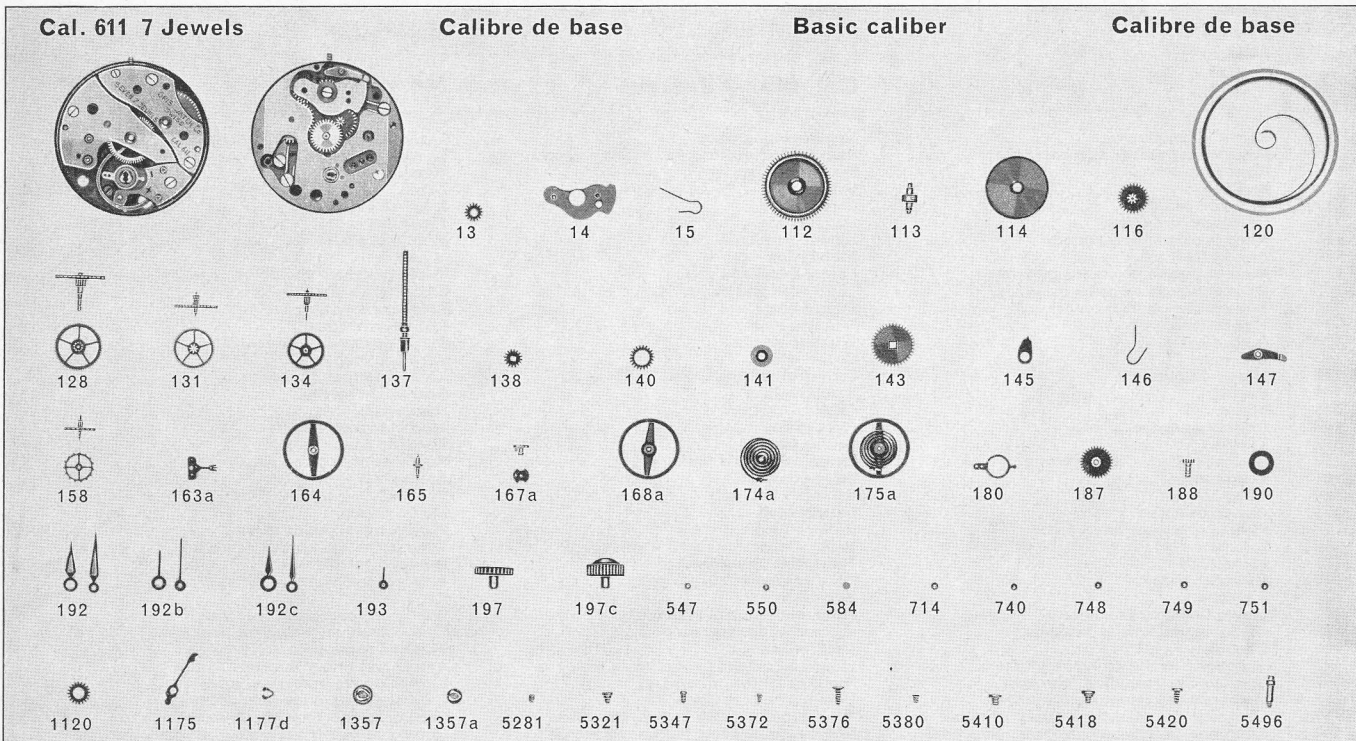 Cal. 611 7 Jewels Calibre de base Basic caliber Calibre de base
13 14 15 112 113 114 116 120
128 131 134 137 138 140 141 143 145 146 147
158 163a 164 165 167a 168a 174a 175a 180 187 188 190
192 192b 192c 193 197 197c 547 550 584 714 740 748 749 751
1120 1175 1177d 1357 1357a 5281 5321 5347 5372 5376 5380 5410 5418 5420 5496